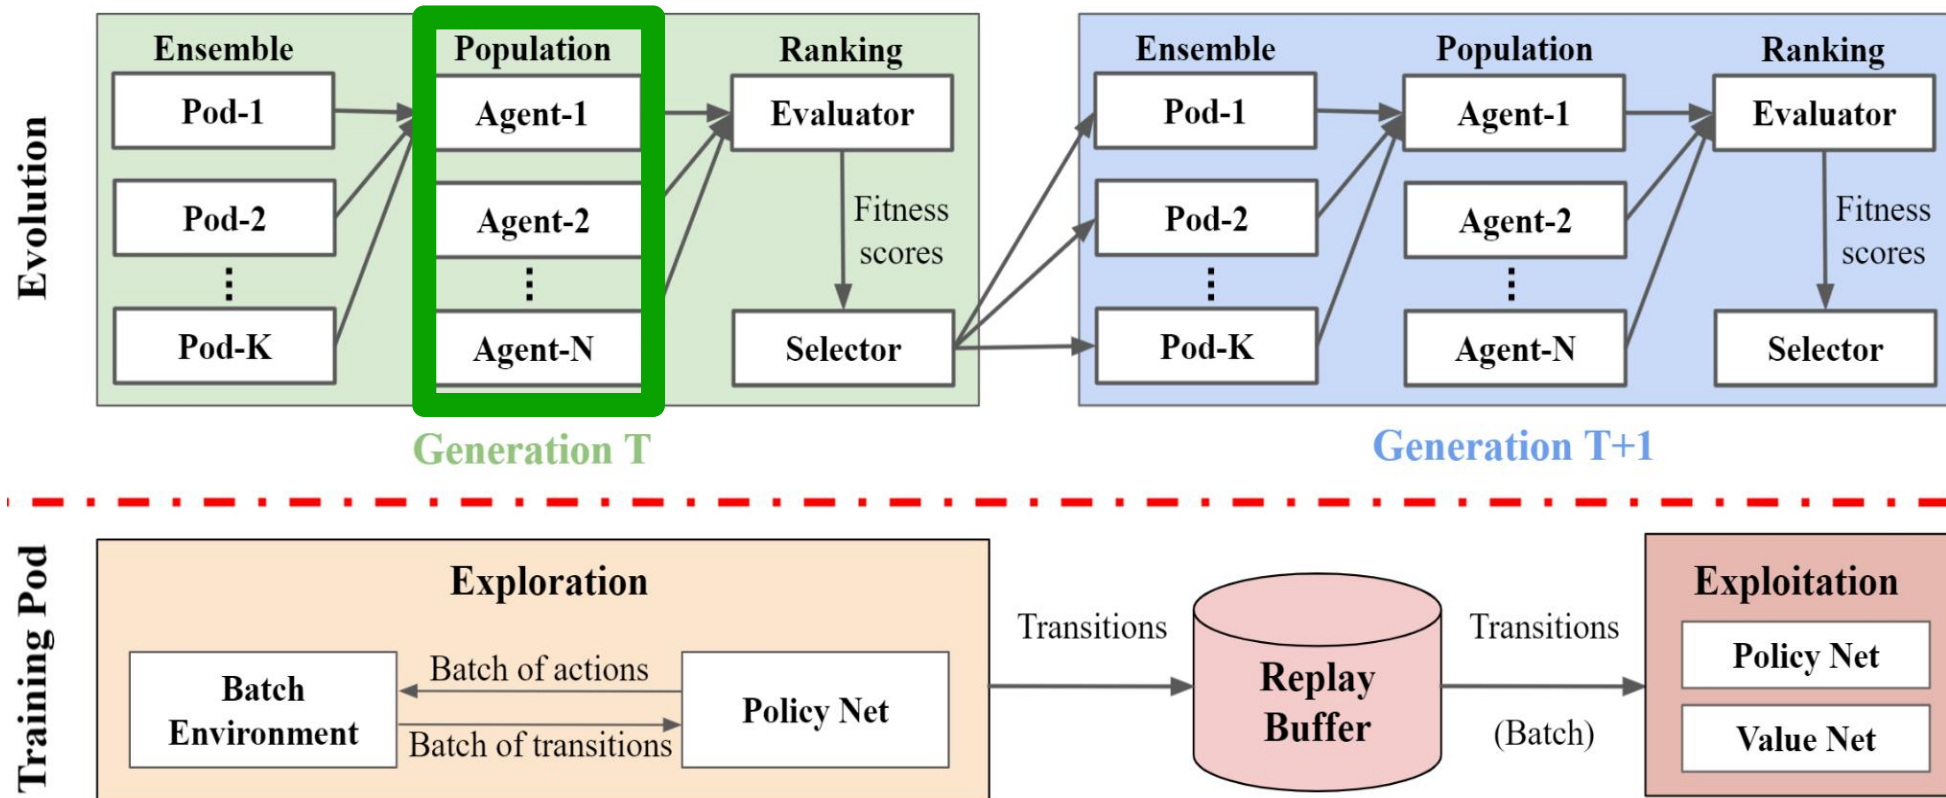 Evolution
Ensemble
Pod-1
Pod-2
Pod-K
Population
Agent-1
Agent-2
Agent-N
Ranking
Evaluator
Fitness
scores
Selector
Generation T
Ensemble
Pod-1
Pod-2
Pod-K
Population
Agent-1
Agent-2
Agent-N
Ranking
Evaluator
Fitness
scores
Selector
Generation T+1
Training Pod
Exploration
Batch
Environment
Batch of actions
Batch of transitions
Policy Net
Transitions
Replay
Buffer
Transitions
(Batch)
Exploitation
Policy Net
Value Net